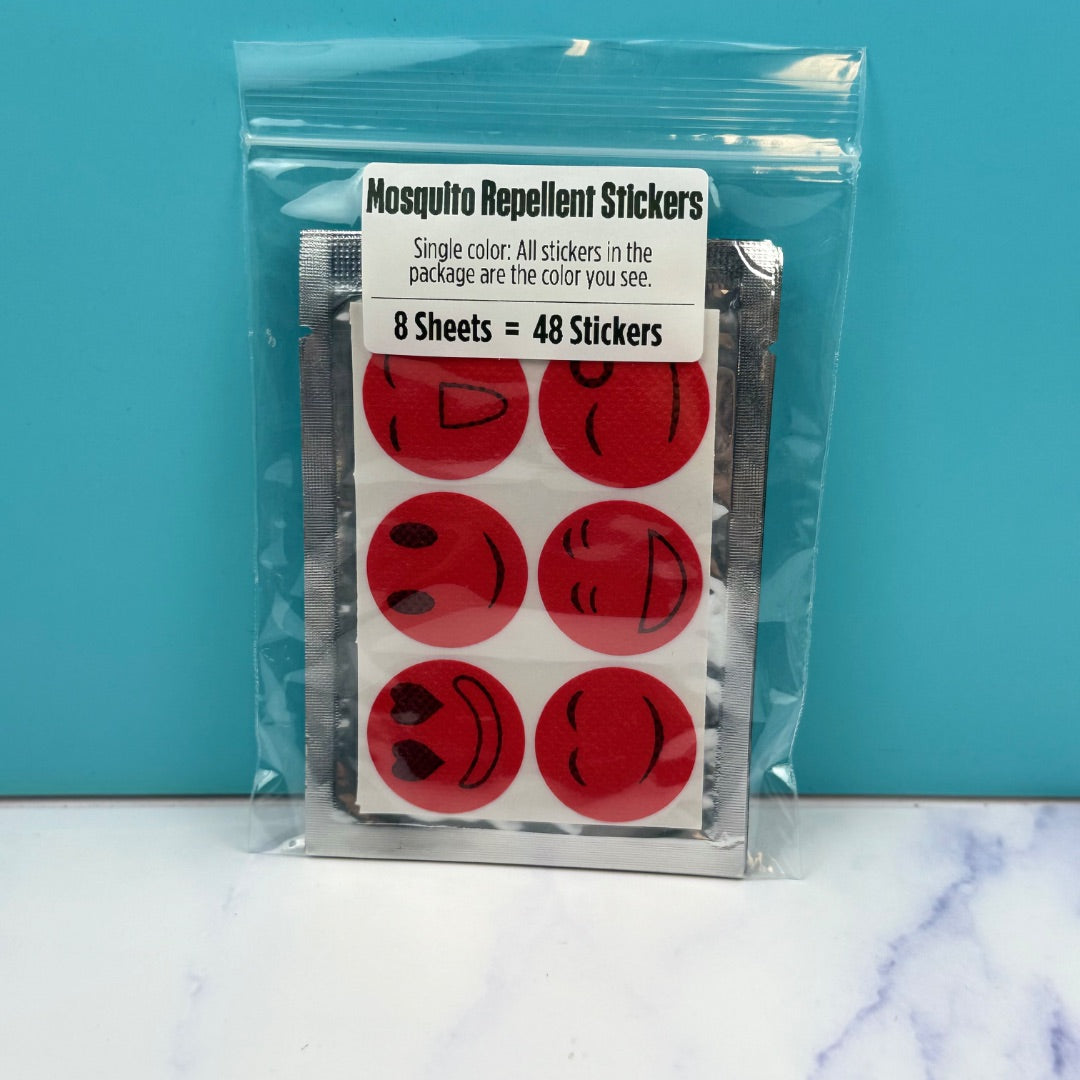 Mosquito Repellent Stickers
Single color: All stickers in the
package are the color you see.
8 Sheets = 48 Stickers